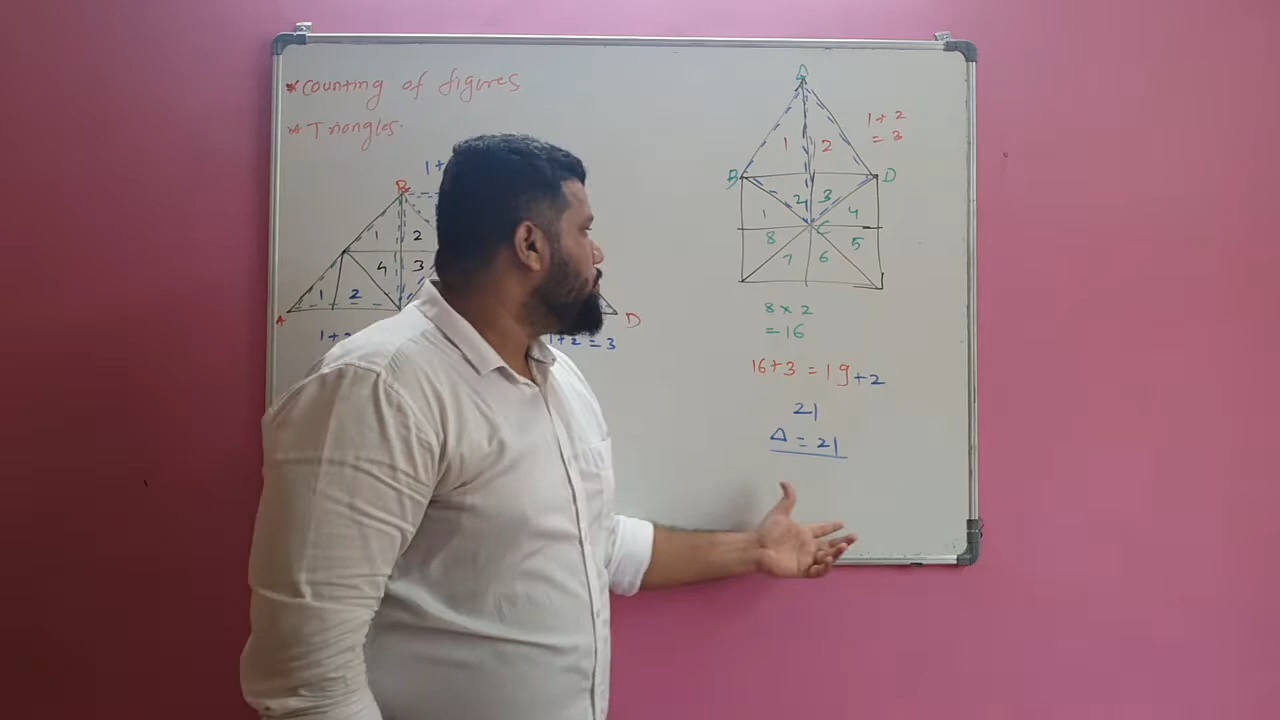 * Counting of figures
* Triangles.
1+
B
1 2
4 3
1 2
A
D
1+2 = 3
A
1 2
1+2
= 3
B D
2 3
1 4
C
8 5
7 6
8 x 2
= 16
16+3 = 19 +2
21
Δ = 21